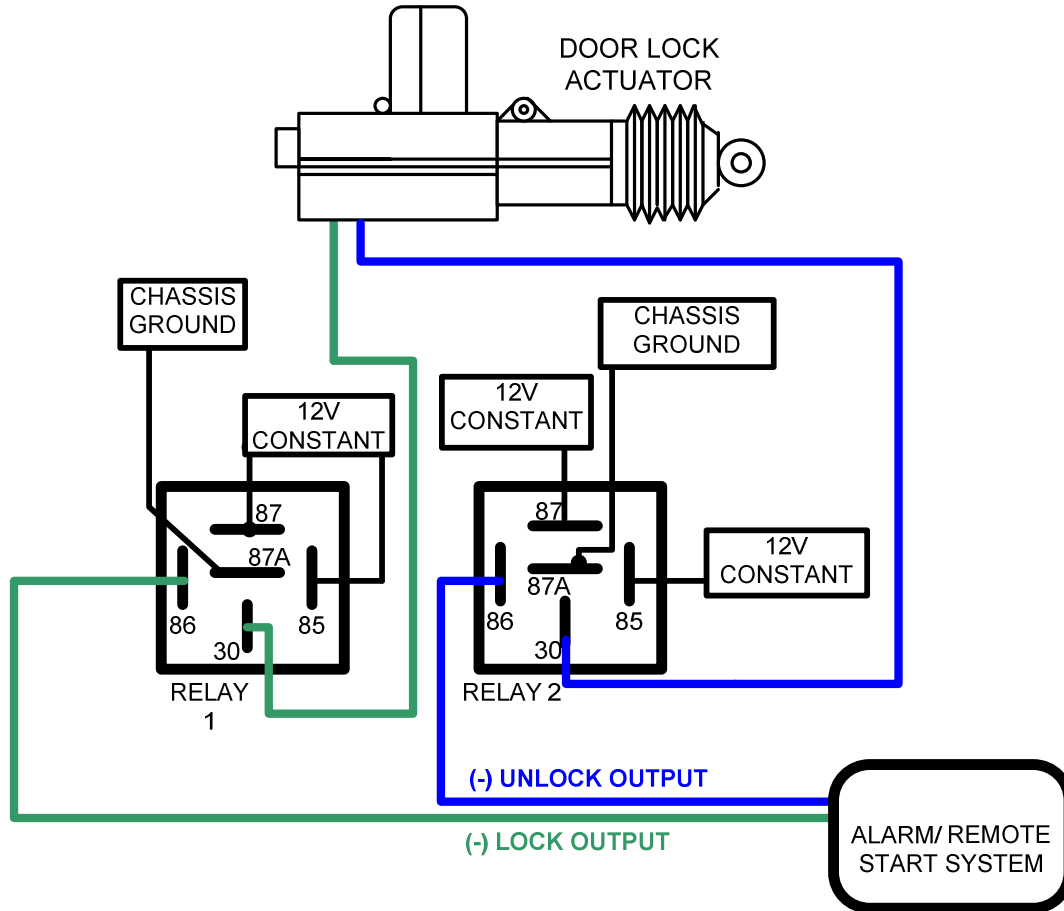 DOOR LOCK
ACTUATOR
CHASSIS
GROUND
CHASSIS
GROUND
12V
CONSTANT
12V
CONSTANT
87
87A
86
85
30
RELAY
1
87
87A
86
85
30
RELAY 2
12V
CONSTANT
(-) UNLOCK OUTPUT
(-) LOCK OUTPUT
ALARM/ REMOTE
START SYSTEM